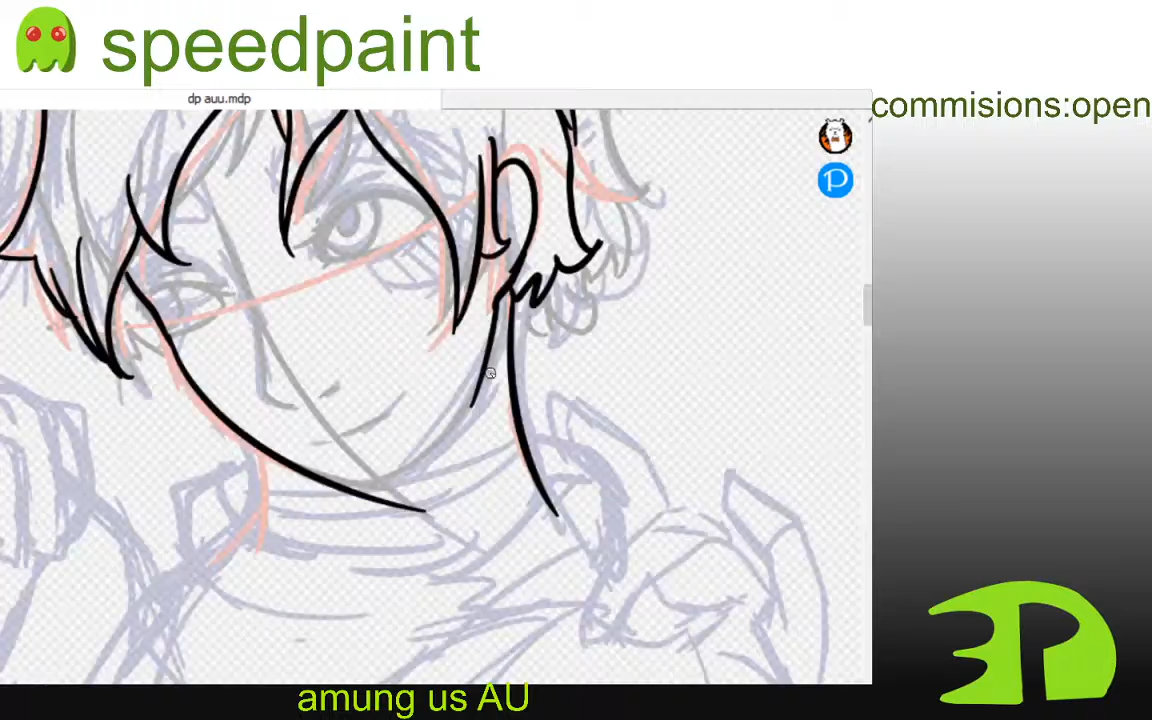 speedpaint
dp auu.mdp
commisions:open
P
amung us AU